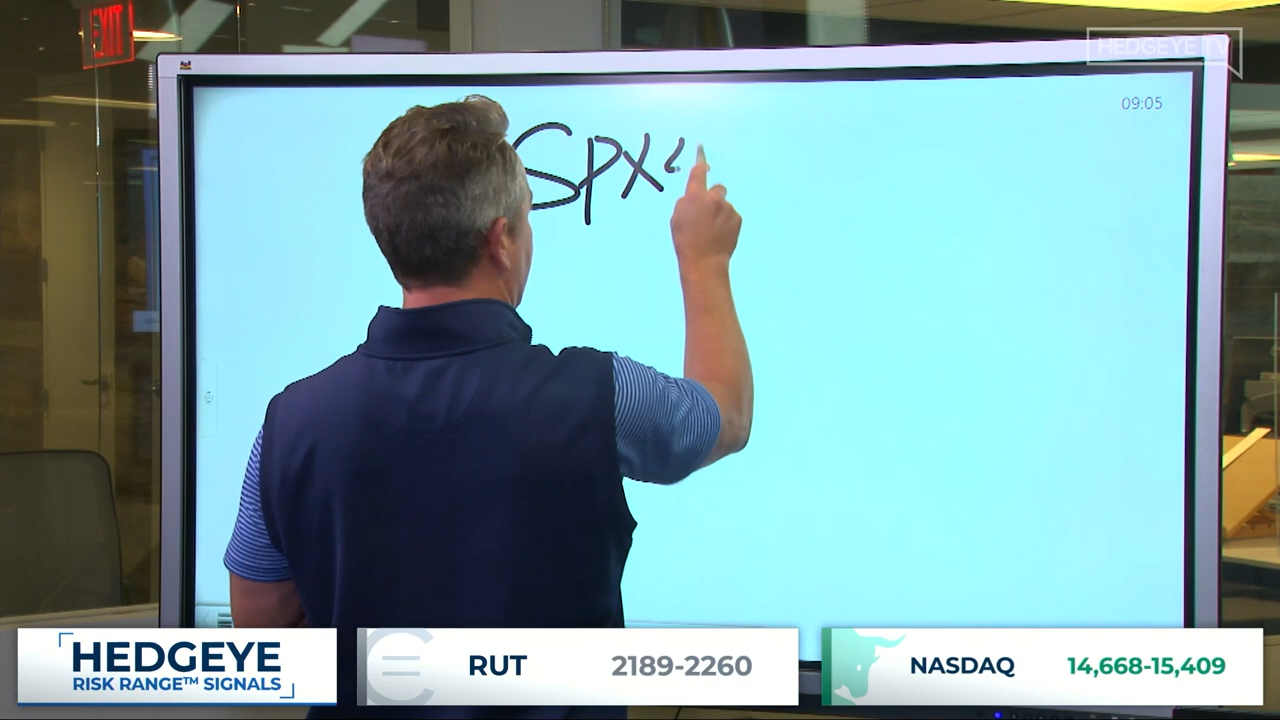 EXIT
HEDGEYE TV
09:05
SPX
HEDGEYE
RISK RANGE™ SIGNALS
RUT
2189-2260
NASDAQ
14,668-15,409